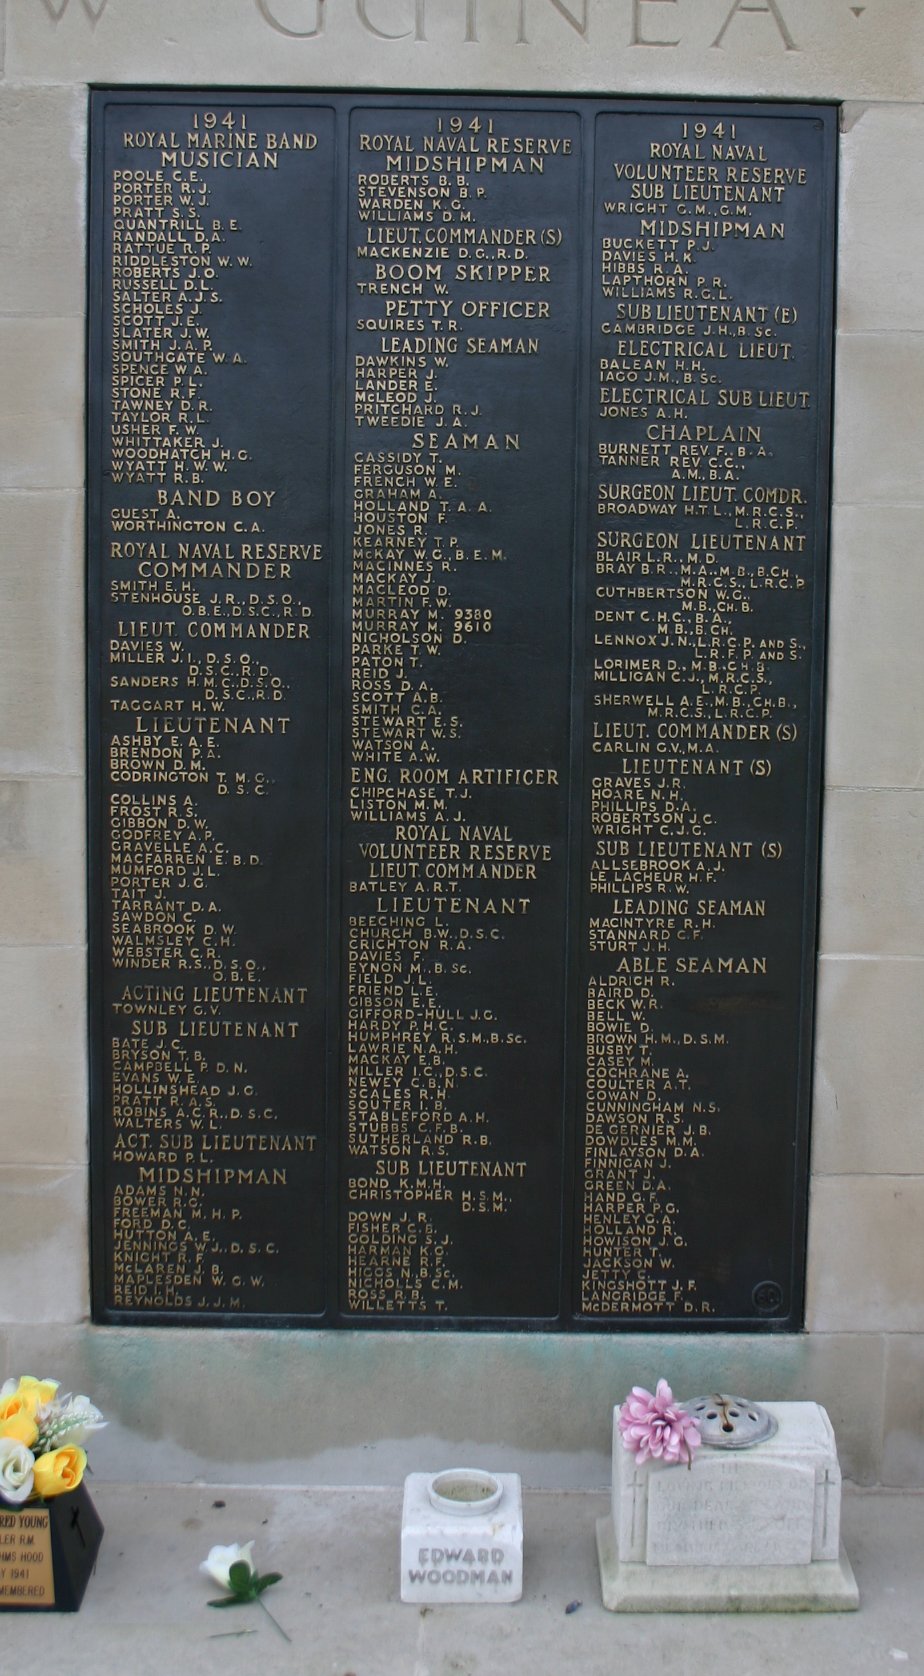 W. GUINEA.
1941
ROYAL MARINE BAND
MUSICIAN
POOLE C.E.
PORTER R.J.
PORTER W.J.
PRATT S.S.
QUANTRILL B.E.
RANDALL D.A.
RATTUE R.R.
RIDDLESTON W.W.
ROBERTS J.O.
RUSSELL D.L.
SALTER A.J.S.
SCHOLES J.
SCOTT J.E.
SLATER J.W.
SMITH J.A.P.
SOUTHGATE W.A.
SPENCE W.A.
SPICER P.L.
STONE R.F.
TAWNEY D.R.
TAYLOR R.L.
USHER F.W.
WHITTAKER J.
WOODHATCH H.G.
WYATT H.W.W.
WYATT R.B.
BAND BOY
GUEST A.
WORTHINGTON C.A.
ROYAL NAVAL RESERVE
COMMANDER
SMITH E.H.
STENHOUSE J.R., D.S.O.,
O.B.E., D.S.C., R.D.
LIEUT. COMMANDER
DAVIES W.
MILLER J.I., D.S.O.,
D.S.C., R.D.
SANDERS H.M.C., D.S.O.,
D.S.C., R.D.
TAGGART H.W.
LIEUTENANT
ASHBY E.A.E.
BRENDON P.A.
BROWN D.M.
CODRINGTON T.M.G.,
D.S.C.
COLLINS A.
FROST R.S.
GIBBON D.W.
GODFREY A.P.
GRAVELLE A.C.
MACFARREN E.B.D.
MUMFORD J.L.
PORTER J.G.
TAIT J.
TARRANT D.A.
SAWDON C.
SEABROOK D.W.
WALMSLEY C.H.
WEBSTER C.R.
WINDER R.S., D.S.O.,
O.B.E.
ACTING LIEUTENANT
TOWNLEY G.V.
SUB LIEUTENANT
BATE J.C.
BRYSON T.B.
CAMPBELL P.D.N.
EVANS W.E.
HOLLINSHEAD J.G.
PRATT R.A.S.
ROBINS A.C.R., D.S.C.
WALTERS W.L.
ACT. SUB LIEUTENANT
HOWARD P.L.
MIDSHIPMAN
ADAMS N.N.
BOWER R.G.
FREEMAN M.H.P.
FORD D.C.
HUTTON A.E.
JENNINGS W.J., D.S.C.
KNIGHT R.F.
McLAREN J.B.
MAPLESDEN W.G.W.
REID I.H.
REYNOLDS J.J.M.
1941
ROYAL NAVAL RESERVE
MIDSHIPMAN
ROBERTS B.B.
STEVENSON B.P.
WARDEN K.G.
WILLIAMS D.M.
LIEUT. COMMANDER (S)
MACKENZIE D.G., R.D.
BOOM SKIPPER
TRENCH W.
PETTY OFFICER
SQUIRES T.R.
LEADING SEAMAN
DAWKINS W.
HARPER J.
LANDER E.
McLEOD J.
PRITCHARD R.J.
TWEEDIE J.A.
SEAMAN
CASSIDY T.
FERGUSON M.
FRENCH W.E.
GRAHAM A.
HOLLAND T.A.A.
HOUSTON F.
JONES R.
KEARNEY T.P.
McKAY W.G., B.E.M.
MACINNES R.
MACKAY J.
MACLEOD D.
MARTIN F.W.
MURRAY M. 9380
MURRAY M. 9610
NICHOLSON D.
PARKE T.W.
PATON T.
REID J.
ROSS D.A.
SCOTT A.B.
SMITH C.A.
STEWART E.S.
STEWART W.S.
WATSON A.
WHITE A.W.
ENG. ROOM ARTIFICER
CHIPCHASE T.J.
LISTON M.M.
WILLIAMS A.J.
ROYAL NAVAL
VOLUNTEER RESERVE
LIEUT. COMMANDER
BATLEY A.R.T.
LIEUTENANT
BEECHING L.
CHURCH B.W., D.S.C.
CRICHTON R.A.
DAVIES F.
EYNON M., B.SC.
FIELD J.L.
FRIEND L.E.
GIBSON E.E.
GIFFORD-HULL J.G.
HARDY P.H.C.
HUMPHREY R.S.M., B.Sc.
LAWRIE N.A.H.
MACKAY E.B.
MILLER I.C., D.S.C.
NEWEY C.B.N.
SCALES R.H.
SOUTER I.B.
STABLEFORD A.H.
STUBBS C.F.B.
SUTHERLAND R.B.
WATSON R.S.
SUB LIEUTENANT
BOND K.M.H.
CHRISTOPHER H.S.M.,
D.S.M.
DOWN J.R.
FISHER C.B.
GOLDING S.J.
HARMAN K.G.
HEARNE R.F.
HIGGS N., B.SC.
NICHOLLS C.M.
ROSS R.B.
WILLETTS T.
1941
ROYAL NAVAL
VOLUNTEER RESERVE
SUB LIEUTENANT
WRIGHT G.M., G.M.
MIDSHIPMAN
BUCKETT P.J.
DAVIES H.K.
HIBBS R.A.
LAPTHORN P.R.
WILLIAMS R.G.L.
SUB LIEUTENANT (E)
CAMBRIDGE J.H., B.Sc.
ELECTRICAL LIEUT.
BALEAN H.H.
IAGO J.M., B.SC.
ELECTRICAL SUB LIEUT
JONES A.H.
CHAPLAIN
BURNETT REV. F., B.A.
TANNER REV. C.G.,
A.M., B.A.
SURGEON LIEUT. COMDR.
BROADWAY H.T.L., M.R.C.S.,
L.R.C.P.
SURGEON LIEUTENANT
BLAIR L.R., M.D.
BRAY B.R., M.A., M.B., B.CH.,
M.R.C.S., L.R.C.P.
CUTHBERTSON W.G.,
M.B., CH.B.
DENT C.H.C., B.A.,
M.B., B.CH.
LENNOX J.N., L.R.C.P. AND S.,
L.R.F.P. AND S.
LORIMER D., M.B., CH.B.
MILLIGAN C.J., M.R.C.S.,
L.R.C.P.
SHERWELL A.E., M.B., CH.B.,
M.R.C.S., L.R.C.P.
LIEUT. COMMANDER (S)
CARLIN G.V., M.A.
LIEUTENANT (S)
GRAVES J.R.
HOARE N.H.
PHILLIPS D.A.
ROBERTSON J.C.
WRIGHT C.J.G.
SUB LIEUTENANT (S)
ALLSEBROOK A.J.
LE LACHEUR H.F.
PHILLIPS R.W.
LEADING SEAMAN
MACINTYRE R.H.
STANNARD C.F.
STURT J.H.
ABLE SEAMAN
ALDRICH R.
BAIRD D.
BECK W.R.
BELL W.
BOWIE D.
BROWN H.M., D.S.M.
BUSBY T.
CASEY M.
COCHRANE A.
COULTER A.T.
COWAN D.
CUNNINGHAM N.S.
DAWSON R.S.
DE GERNIER J.B.
DOWDLES M.M.
FINLAYSON D.A.
FINNIGAN J.
GRANT J.
GREEN D.A.
HAND G.F.
HARPER P.G.
HENLEY G.A.
HOLLAND R.
HOWISON J.G.
HUNTER T.
JACKSON W.
JETTY C.
KINGSHOTT J.F.
LANGRIDGE F.
McDERMOTT D.R.
RED YOUNG
LER R.M.
HMS HOOD
Y 1941
EMBERED
EDWARD
WOODMAN